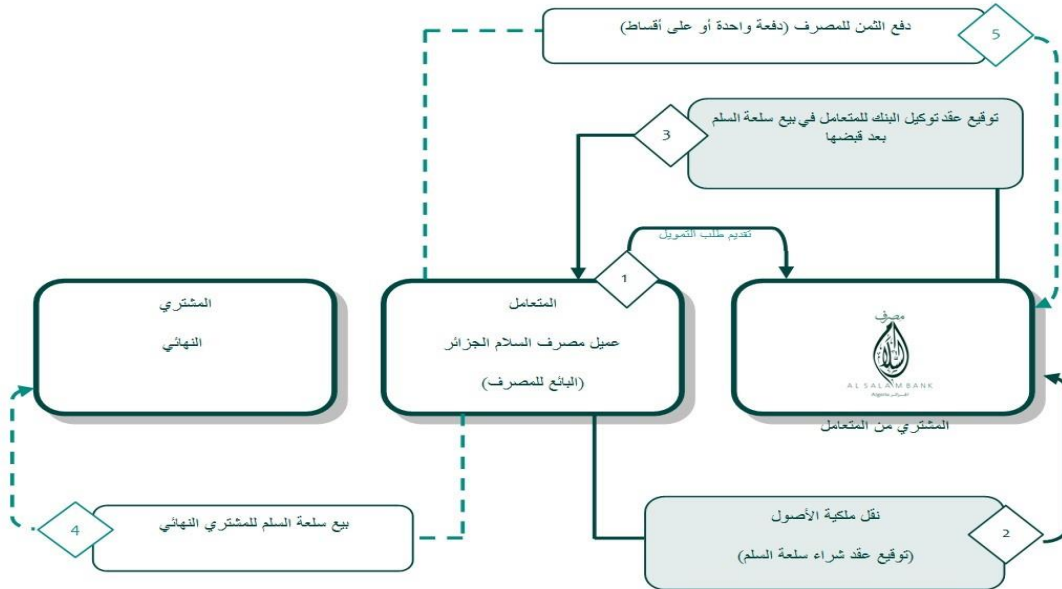 دفع الثمن للمصرف (دفعة واحدة أو على أقساط)
5
توقيع عقد توكيل البنك للمتعامل في بيع سلعة السلم
بعد قبضها
3
تقديم طلب التمويل
1
المشتري
النهائي
المتعامل
عميل مصرف السلام الجزائر
(البائع للمصرف)
مصرف
السلام
AL SALAM BANK
Algeria الجزائر
المشتري من المتعامل
4
بيع سلعة السلم للمشتري النهائي
نقل ملكية الأصول
(توقيع عقد شراء سلعة السلم)
2